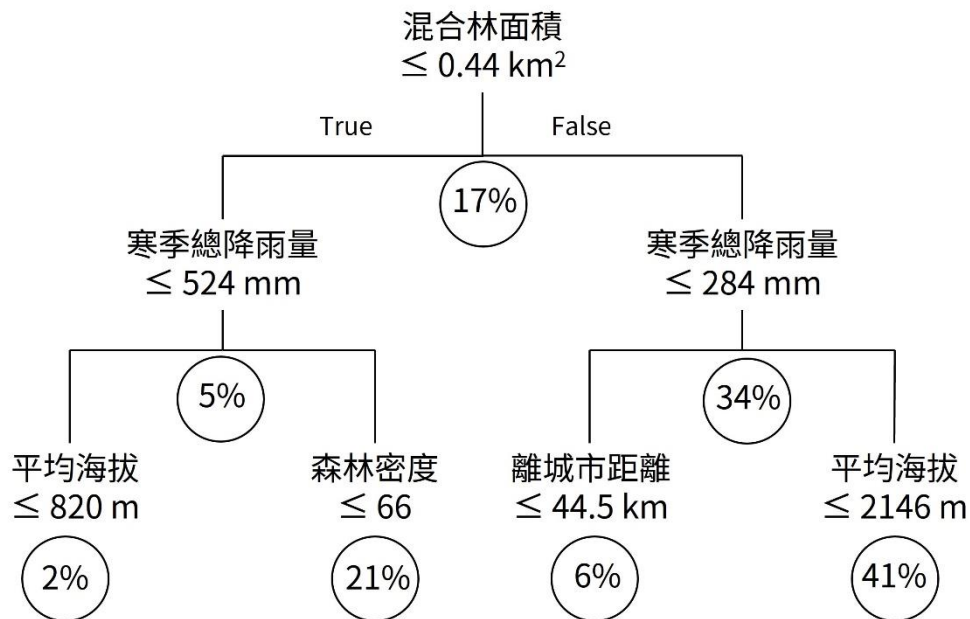 混合林面積
≤ 0.44 km²
True
False
17%
寒季總降雨量
≤ 524 mm
寒季總降雨量
≤ 284 mm
5%
34%
平均海拔
≤ 820 m
森林密度
≤ 66
離城市距離
≤ 44.5 km
平均海拔
≤ 2146 m
2%
21%
6%
41%